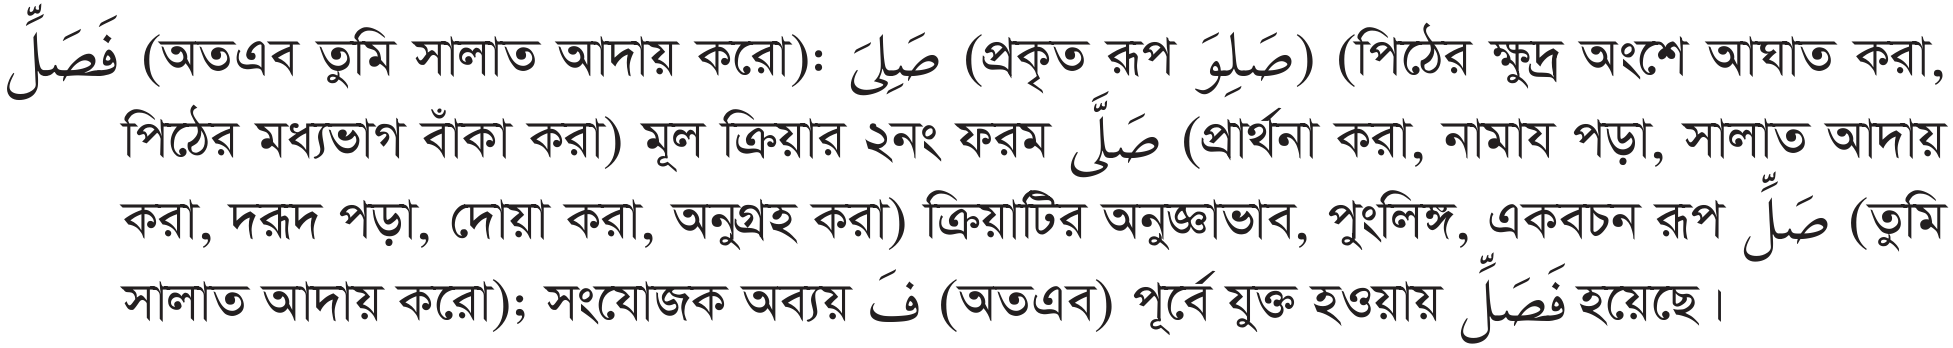 فَصَلِّ (অতএব তুমি সালাত আদায় করো): صَلِىَ (প্রকৃত রূপ صَلِوَ) (পিঠের ক্ষুদ্র অংশে আঘাত করা,
পিঠের মধ্যভাগ বাঁকা করা) মূল ক্রিয়ার ২নং ফরম صَلَّى (প্রার্থনা করা, নামায পড়া, সালাত আদায়
করা, দরূদ পড়া, দোয়া করা, অনুগ্রহ করা) ক্রিয়াটির অনুজ্ঞাভাব, পুংলিঙ্গ, একবচন রূপ صَلِّ (তুমি
সালাত আদায় করো); সংযোজক অব্যয় فَ (অতএব) পূর্বে যুক্ত হওয়ায় فَصَلِّ হয়েছে।